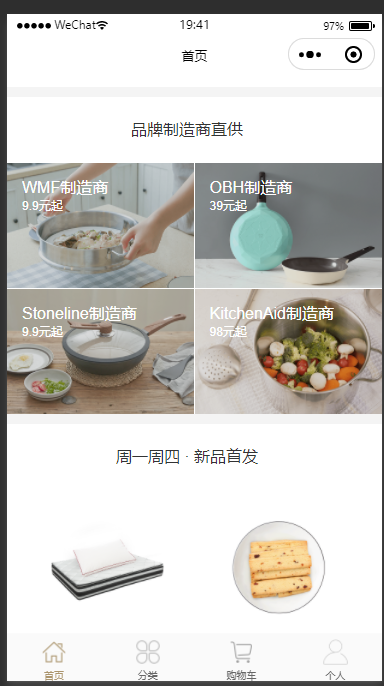 WeChat 19:41 97%
首页
品牌制造商直供
WMF制造商
9.9元起
OBH制造商
39元起
Stoneline制造商
9.9元起
KitchenAid制造商
98元起
周一周四 · 新品首发
首页 分类 购物车 个人